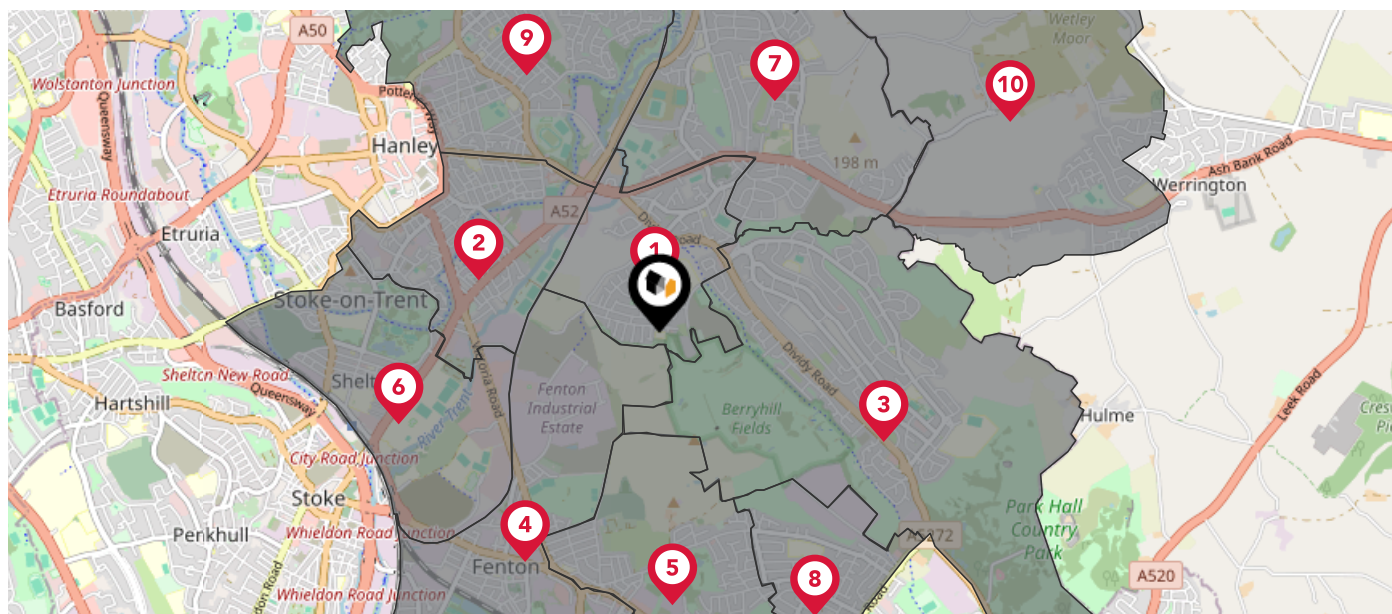 Wetley
Moor
A50
9
7
10
Wolstanton Junction
Queensway
Hanley
198 m
Ash Bank Road
Werrington
Etruria Roundabout
Etruria
A52
2
1
Stoke-on-Trent
Basford
Shelton New Road
Queensway
Hartshill
6
River Trent
Fenton
Industrial
Estate
Dividy Road
3
Berryhill
Fields
Hulme
Leek Road
City Road Junction
Stoke
Penkhull
Whieldon Road Junction
4
Fenton
5
8
Park Hall
Country
Park
A520
Whieldon Road Junction
Road